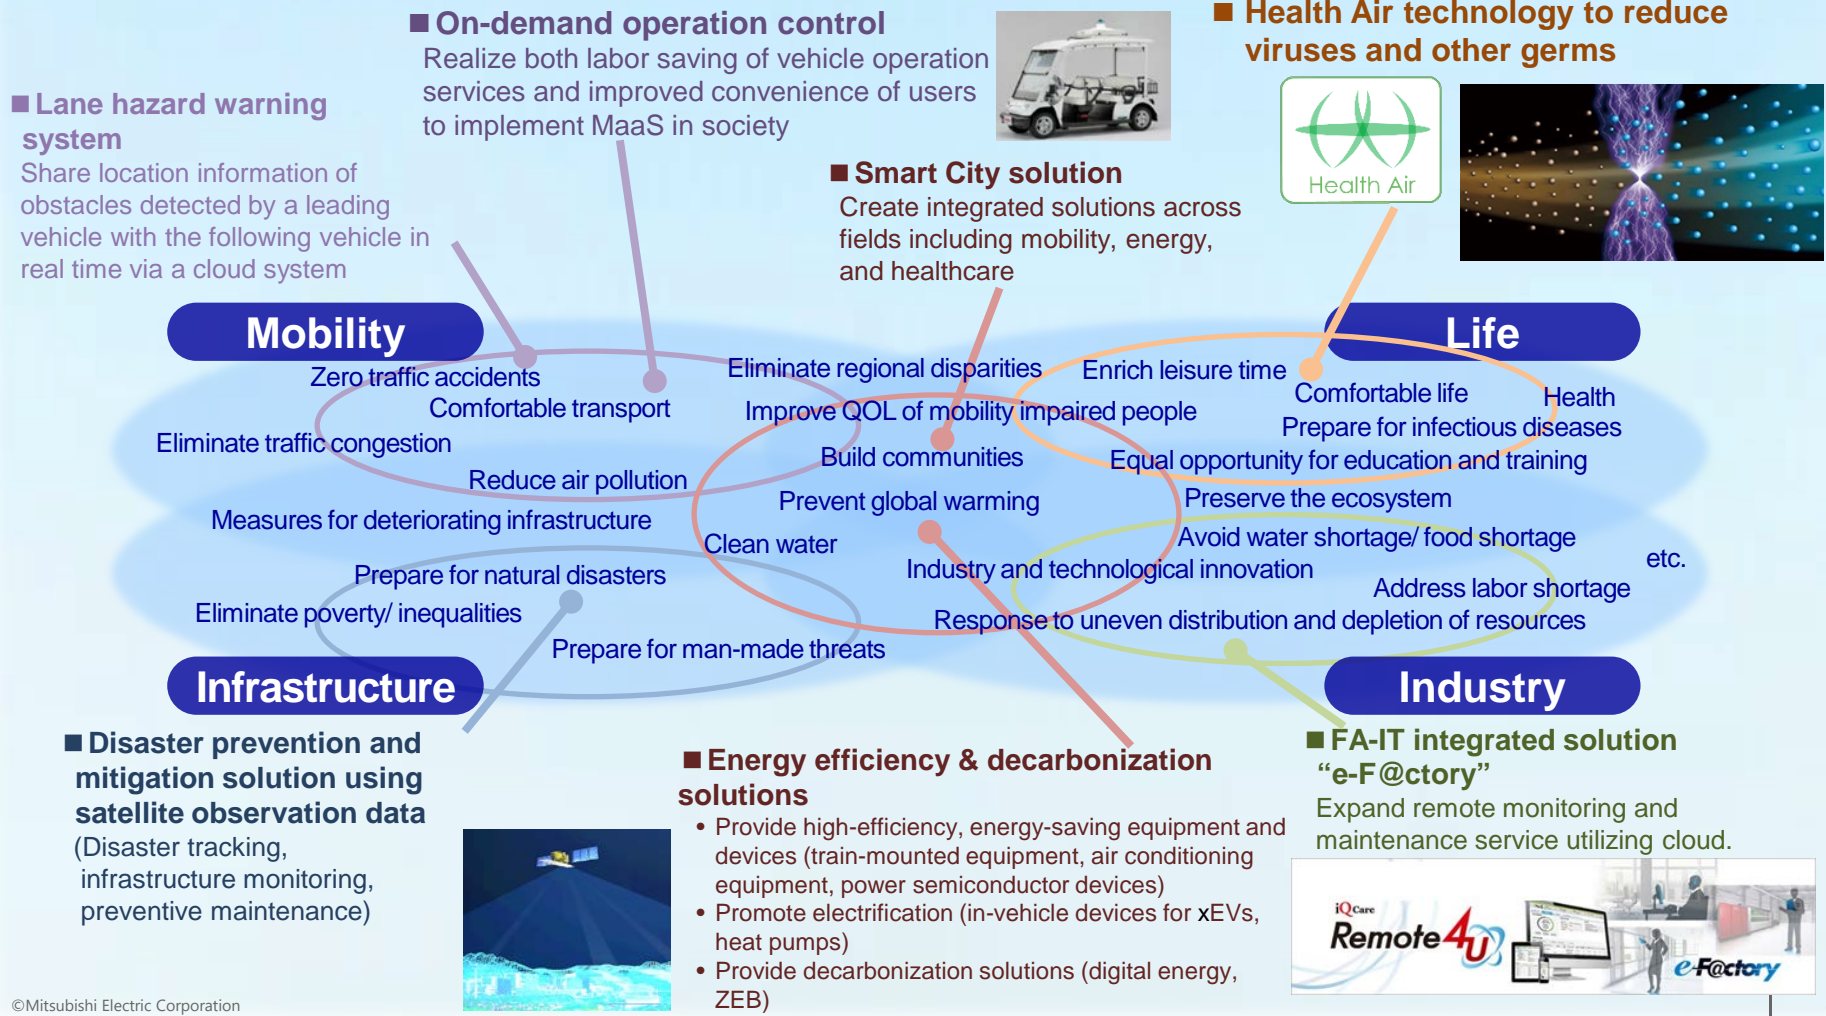 ■ On-demand operation control
Realize both labor saving of vehicle operation
services and improved convenience of users
to implement MaaS in society
■ Health Air technology to reduce
viruses and other germs
Health Air
■ Lane hazard warning
system
Share location information of
obstacles detected by a leading
vehicle with the following vehicle in
real time via a cloud system
■ Smart City solution
Create integrated solutions across
fields including mobility, energy,
and healthcare
Mobility
Life
Zero traffic accidents
Comfortable transport
Eliminate traffic congestion
Reduce air pollution
Measures for deteriorating infrastructure
Prepare for natural disasters
Eliminate poverty/ inequalities
Prepare for man-made threats
Eliminate regional disparities
Improve QOL of mobility impaired people
Build communities
Prevent global warming
Clean water
Industry and technological innovation
Response to uneven distribution and depletion of resources
Enrich leisure time
Comfortable life
Health
Prepare for infectious diseases
Equal opportunity for education and training
Preserve the ecosystem
Avoid water shortage/ food shortage
etc.
Address labor shortage
Infrastructure
Industry
■ Disaster prevention and
mitigation solution using
satellite observation data
(Disaster tracking,
infrastructure monitoring,
preventive maintenance)
■ Energy efficiency & decarbonization
solutions
• Provide high-efficiency, energy-saving equipment and
devices (train-mounted equipment, air conditioning
equipment, power semiconductor devices)
• Promote electrification (in-vehicle devices for xEVs,
heat pumps)
• Provide decarbonization solutions (digital energy,
ZEB)
■ FA-IT integrated solution
“e-F@ctory”
Expand remote monitoring and
maintenance service utilizing cloud.
iQ Care
Remote4U
e-F@ctory
©Mitsubishi Electric Corporation